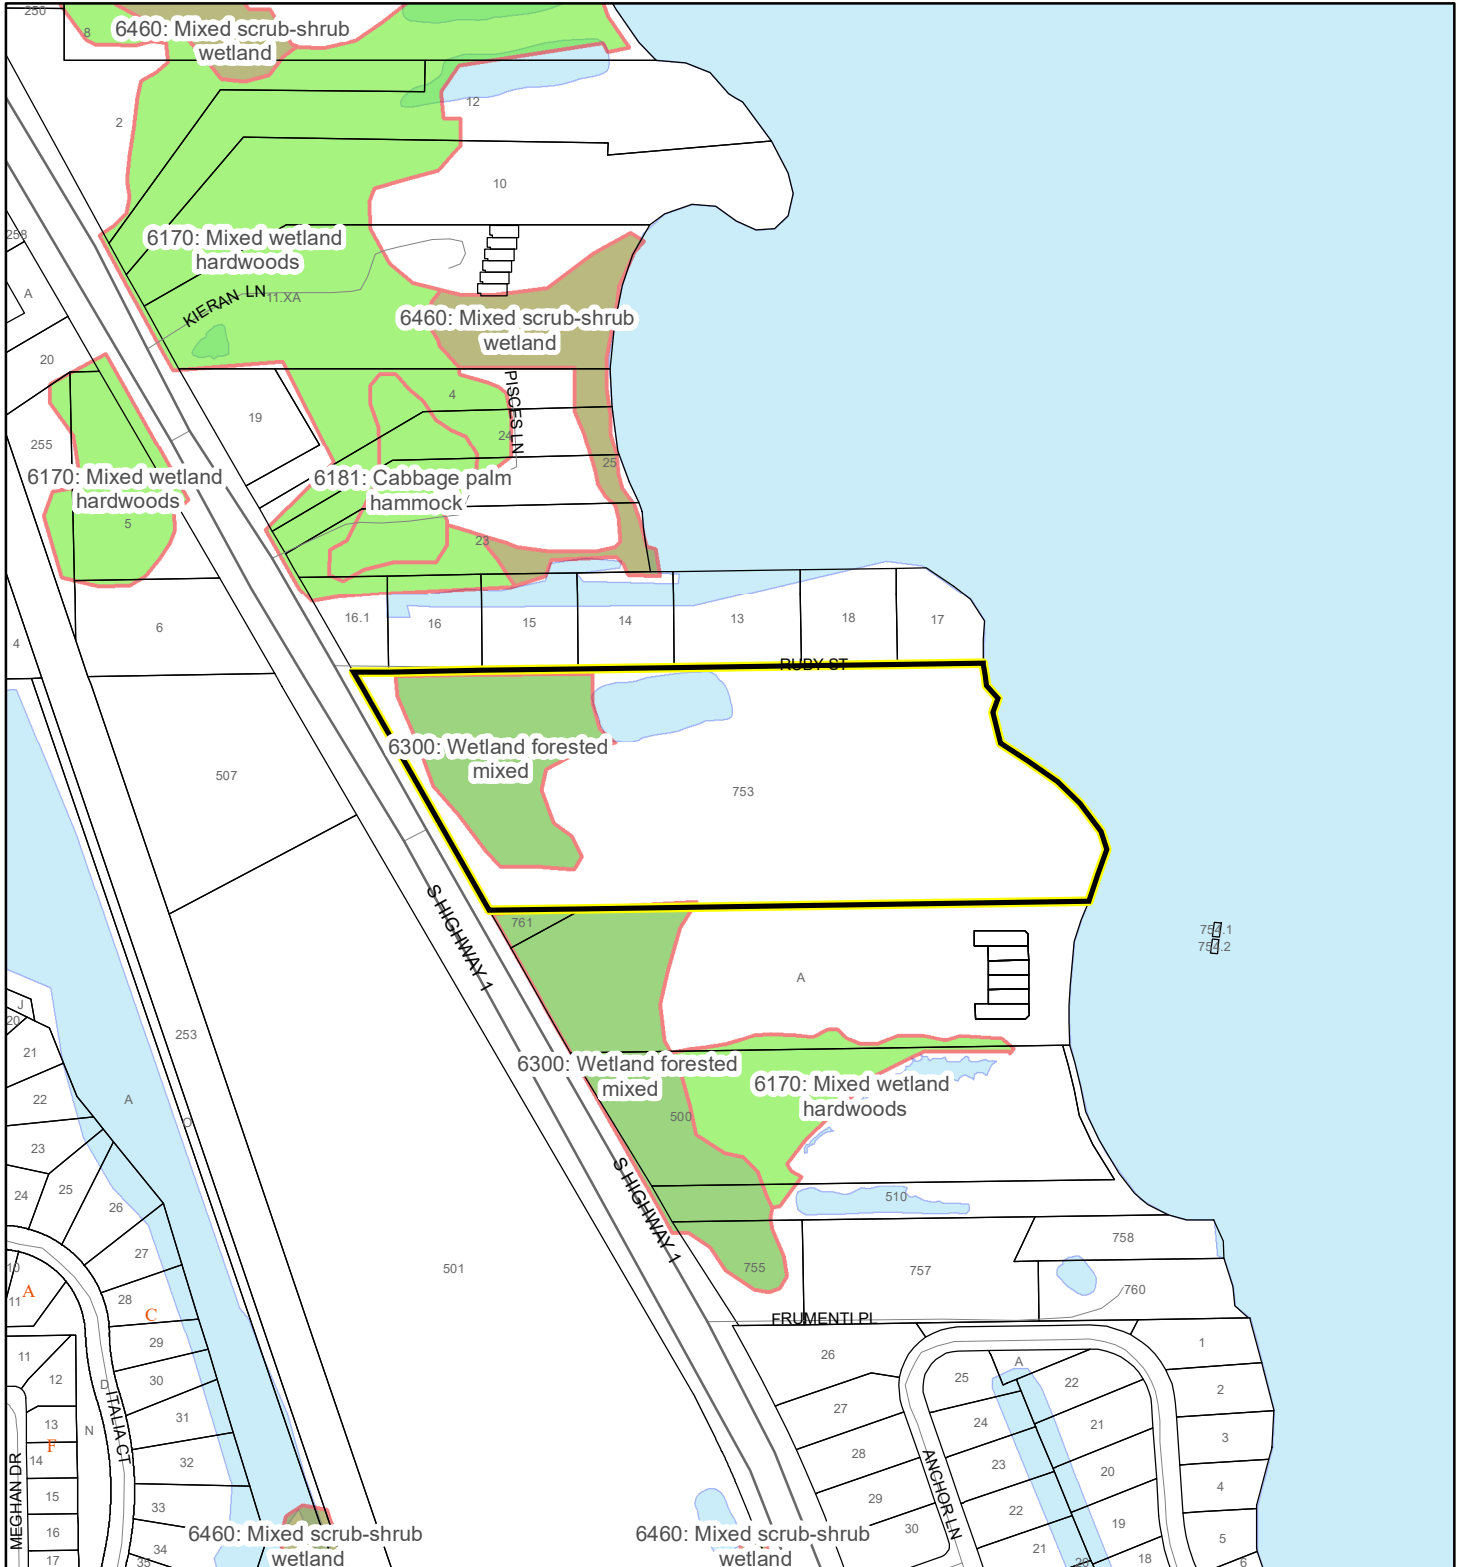 250
8
6460: Mixed scrub-shrub
wetland
12
2
10
258
6170: Mixed wetland
hardwoods
A
KIERAN LN
11.XA
6460: Mixed scrub-shrub
wetland
20
4
PISCES LN
19
24
255
25
6170: Mixed wetland
hardwoods
6181: Cabbage palm
hammock
5
23
16.1
16
15
14
13
18
17
6
4
RUBY ST
6300: Wetland forested
mixed
507
753
S HIGHWAY 1
761
754.1
754.2
A
J
20
253
21
6300: Wetland forested
mixed
6170: Mixed wetland
hardwoods
22
A
O
500
23
24
25
26
S HIGHWAY 1
510
27
758
10
501
755
757
760
A
11
28
C
FRUMENTI PL
29
26
1
11
A
12
D
30
25
22
2
ITALIA CT
27
13
N
31
24
21
3
F
14
32
28
23
20
4
MEGHAN DR
ANCHOR LN
15
33
29
22
19
16
34
30
21
18
5
6460: Mixed scrub-shrub
wetland
6460: Mixed scrub-shrub
wetland
17
35
20
6